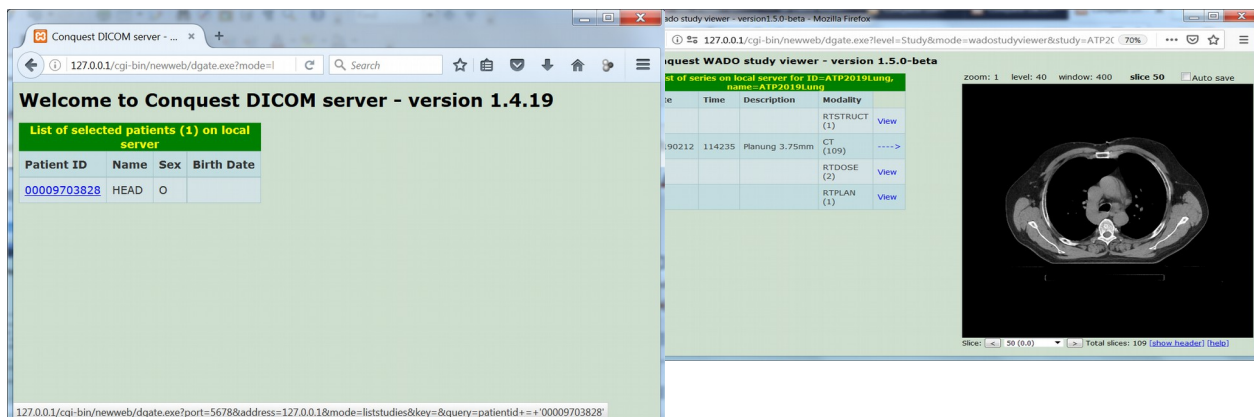 Conquest DICOM server - ... × +
127.0.0.1/cgi-bin/newweb/dgate.exe?mode=l
Search
Welcome to Conquest DICOM server - version 1.4.19
List of selected patients (1) on local
server
Patient ID Name Sex Birth Date
00009703828 HEAD O
127.0.0.1/cgi-bin/newweb/dgate.exe?port=5678&address=127.0.0.1&mode=liststudies&key=&query=patientid+=+'00009703828'
ado study viewer - version1.5.0-beta - Mozilla Firefox
127.0.0.1/cgi-bin/newweb/dgate.exe?level=Study&mode=wadostudyviewer&study=ATP2( 70%
quest WADO study viewer - version 1.5.0-beta
st of series on local server for ID=ATP2019Lung,
name=ATP2019Lung
Time Description Modality
RTSTRUCT
(1) View
190212 114235 Planung 3.75mm CT
(109) ---->
RTDOSE
(2) View
RTPLAN
(1) View
zoom: 1 level: 40 window: 400 slice 50 Auto save
Slice: < 50 (0.0) > Total slices: 109 [show header] [help]